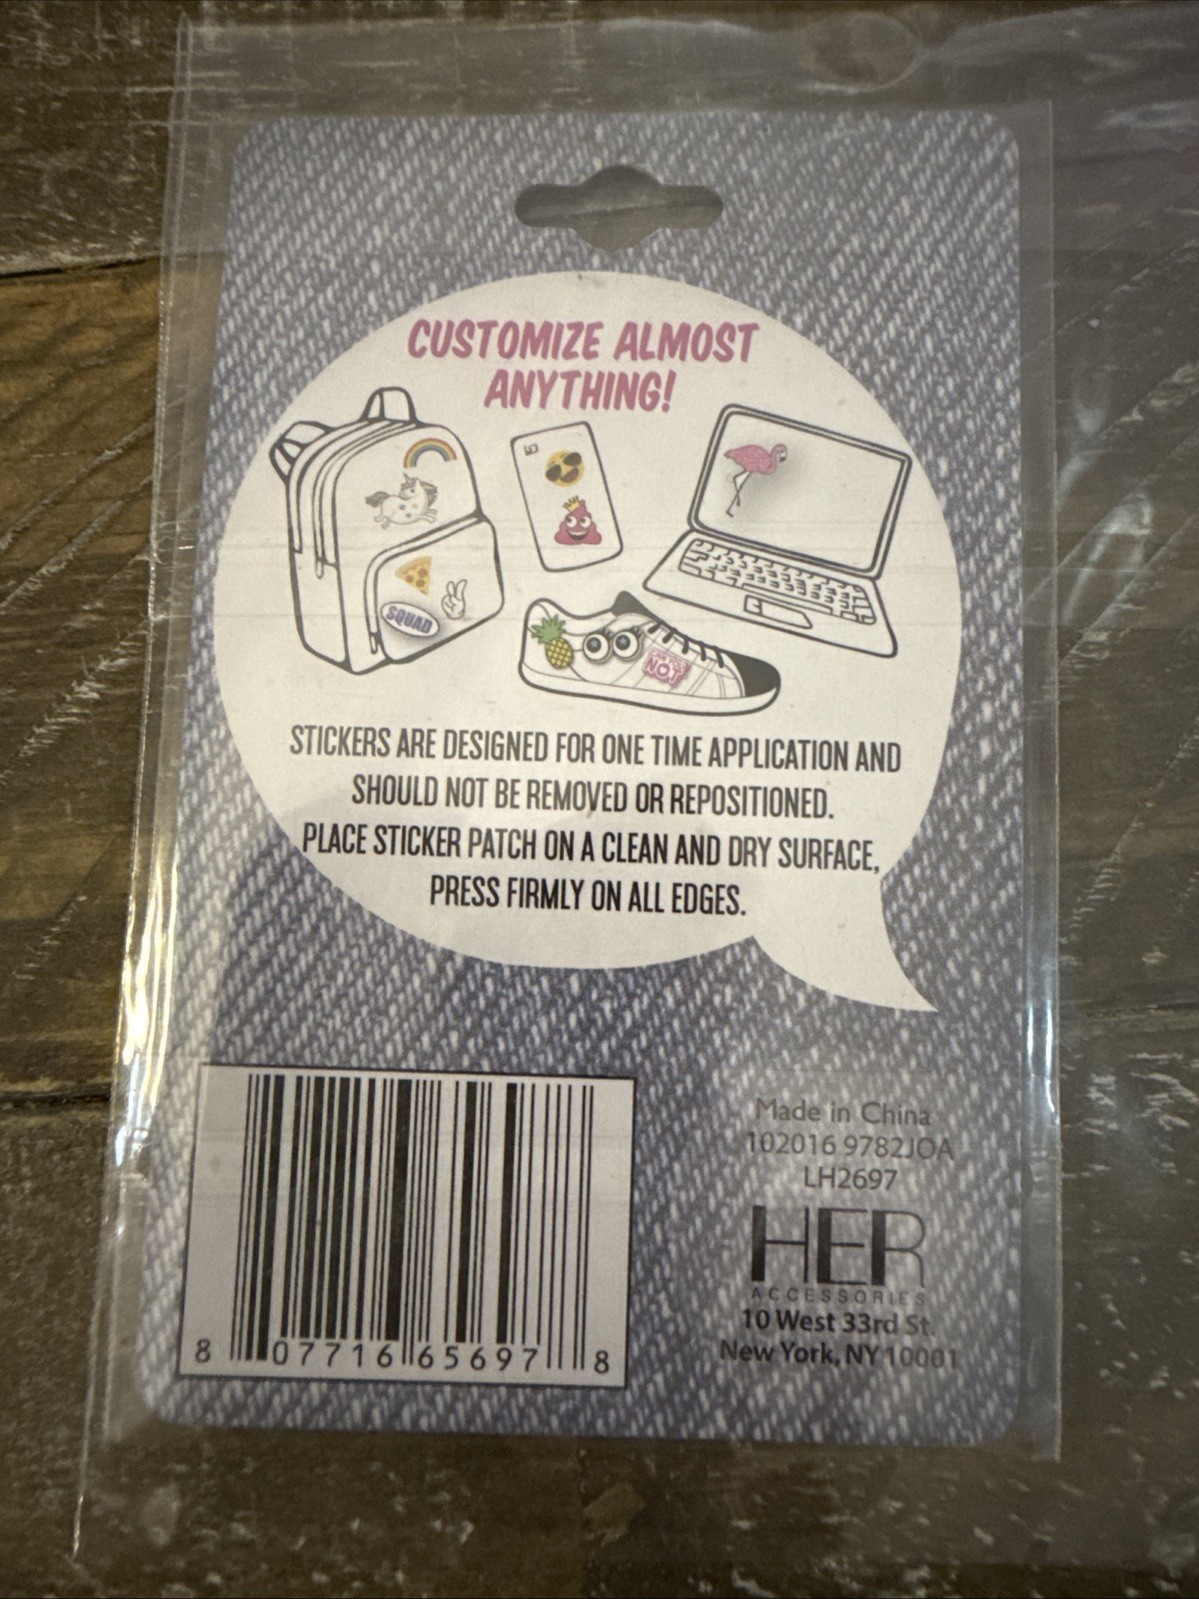 CUSTOMIZE ALMOST
ANYTHING!
SQUAD
CAN YOU
NOT
STICKERS ARE DESIGNED FOR ONE TIME APPLICATION AND
SHOULD NOT BE REMOVED OR REPOSITIONED.
PLACE STICKER PATCH ON A CLEAN AND DRY SURFACE,
PRESS FIRMLY ON ALL EDGES.
Made in China
102016 9782JOA
LH2697
HER
ACCESSORIES
10 West 33rd St.
New York, NY 10001
8 07716 65697 8